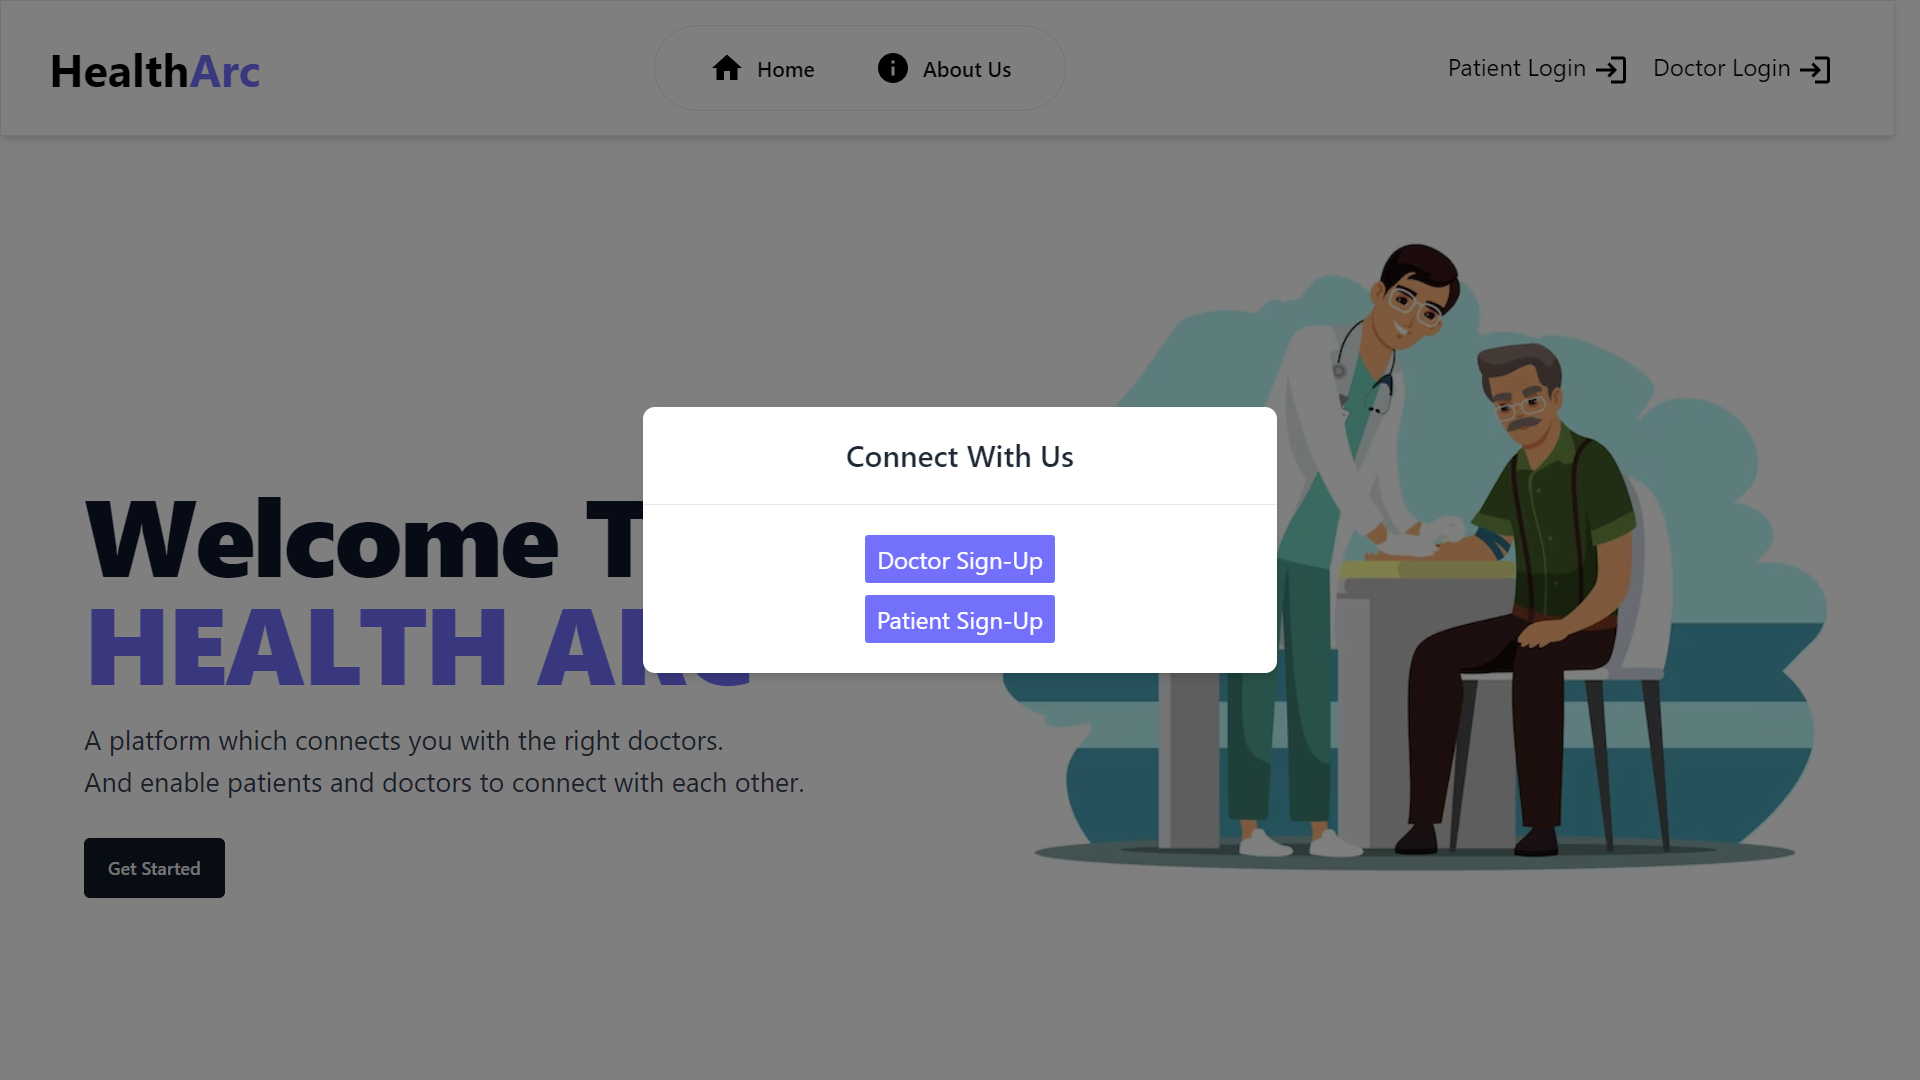 HealthArc
Home
About Us
Patient Login
Doctor Login
Connect With Us
Doctor Sign-Up
Patient Sign-Up
Welcome T
HEALTH ARC
A platform which connects you with the right doctors.
And enable patients and doctors to connect with each other.
Get Started